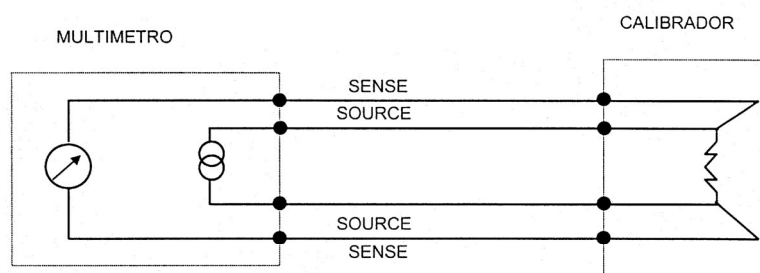 CALIBRADOR
MULTIMETRO
SENSE
SOURCE
SOURCE
SENSE